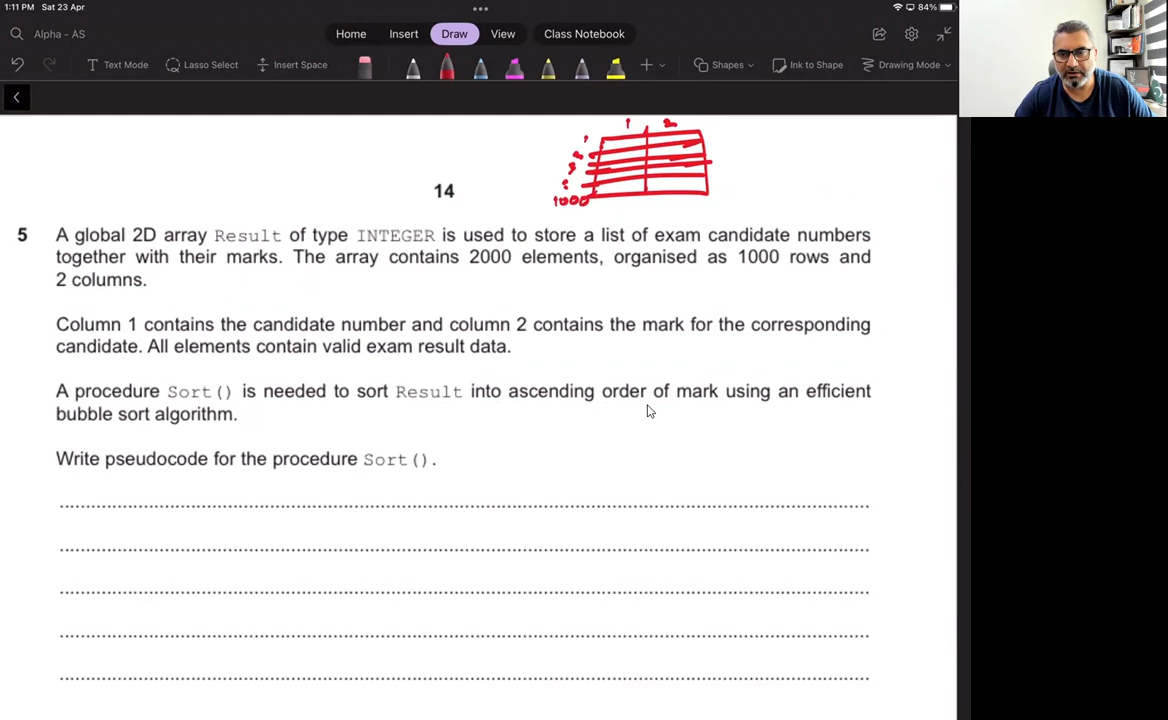 1:11 PM Sat 23 Apr
84%
Alpha - AS
Home Insert Draw View Class Notebook
Text Mode Lasso Select Insert Space Shapes Ink to Shape Drawing Mode
1 2
1
2
3
1000
14
5 A global 2D array Result of type INTEGER is used to store a list of exam candidate numbers
together with their marks. The array contains 2000 elements, organised as 1000 rows and
2 columns.
Column 1 contains the candidate number and column 2 contains the mark for the corresponding
candidate. All elements contain valid exam result data.
A procedure Sort() is needed to sort Result into ascending order of mark using an efficient
bubble sort algorithm.
Write pseudocode for the procedure Sort().